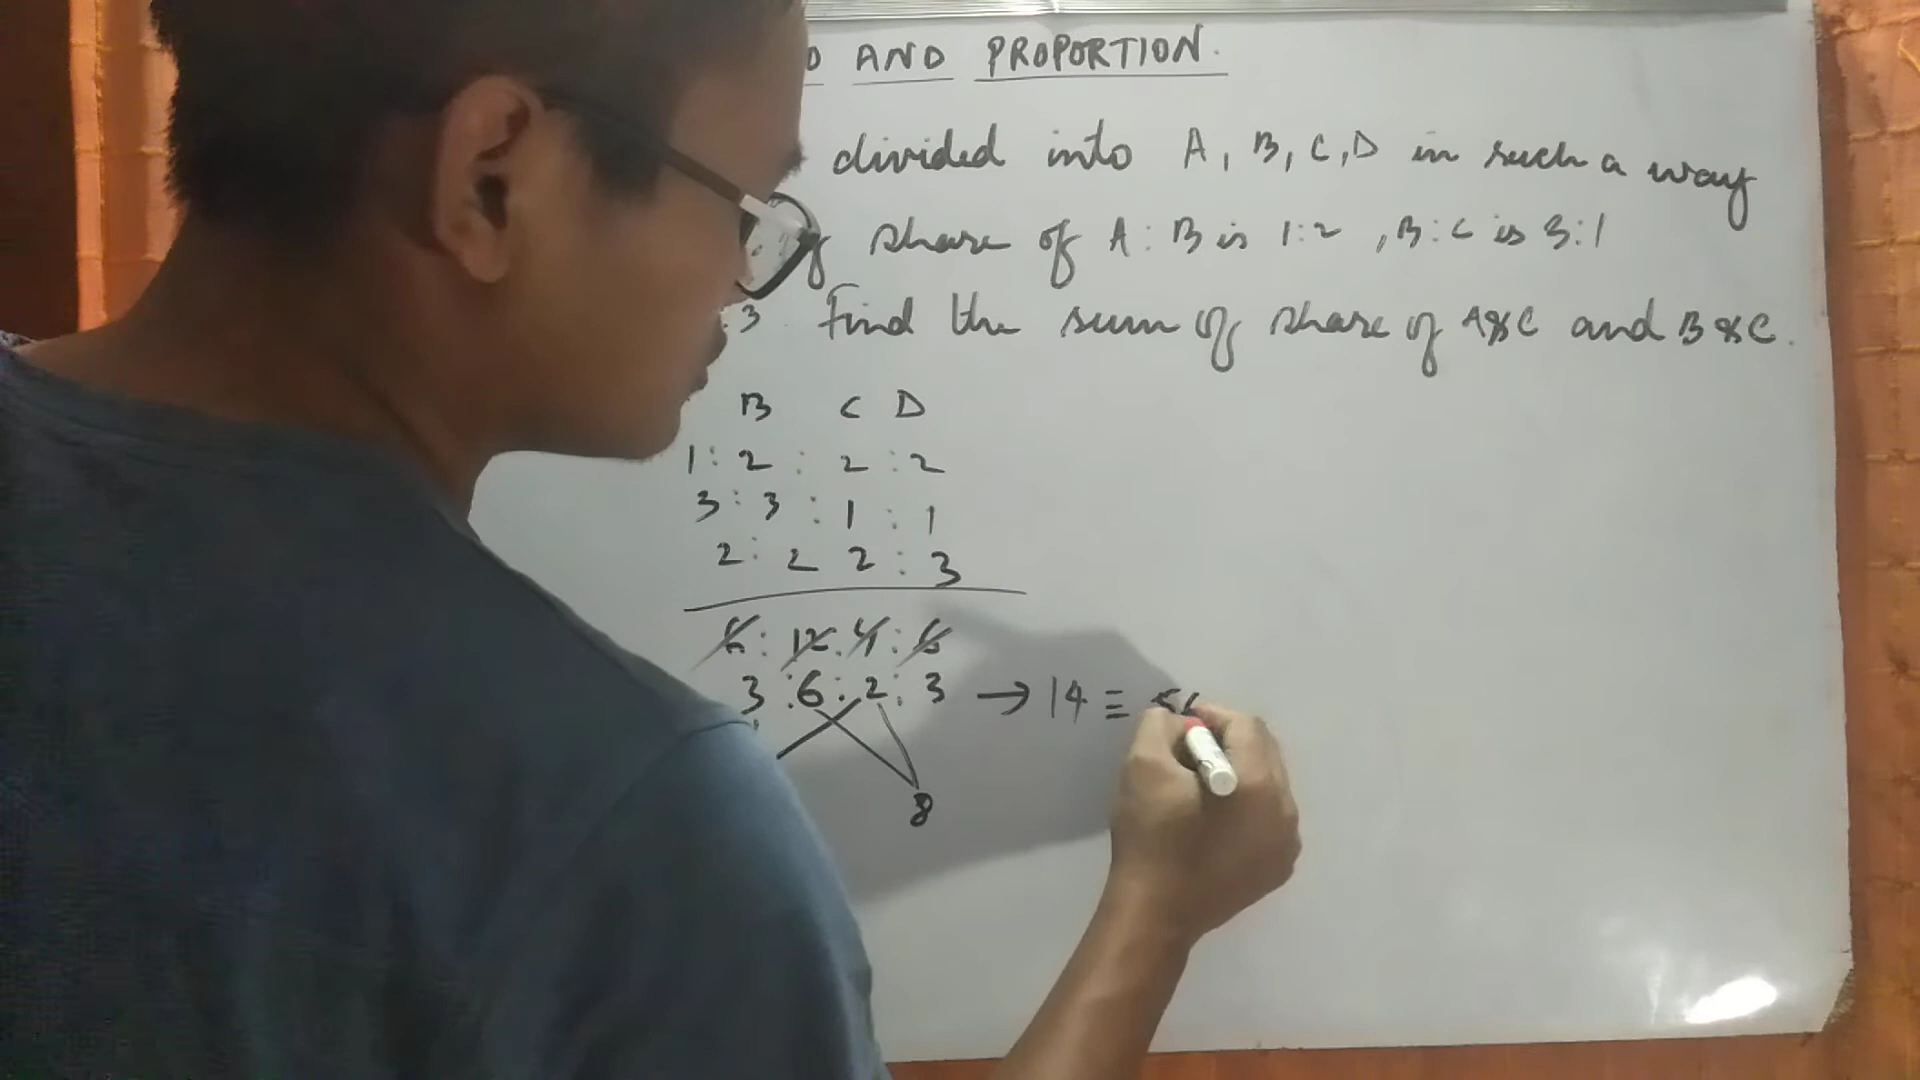 AND PROPORTION.
divided into A, B, C, D in such a way
share of A : B is 1:2 , B : C is 3:1
3 . Find the sum of share of A & C and B & C.
B C D
1 : 2 : 2 : 2
3 : 3 : 1 : 1
2 : 2 2 : 3
6 : 12 : 4 : 6
3 : 6 : 2 : 3 → 14 ≡
8